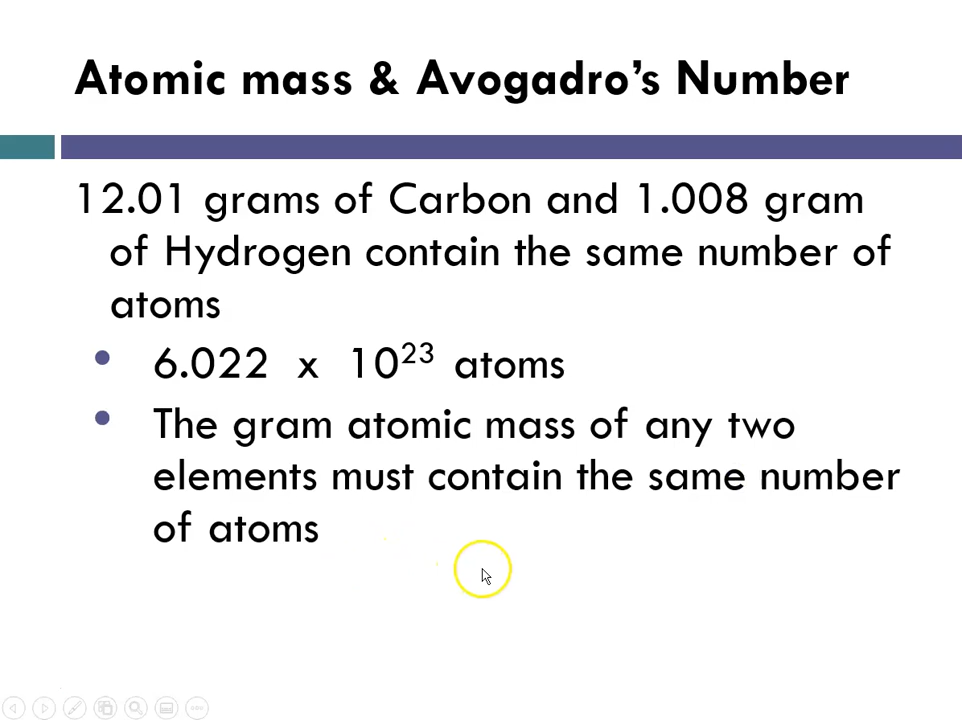 Atomic mass & Avogadro's Number
12.01 grams of Carbon and 1.008 gram
of Hydrogen contain the same number of
atoms
• 6.022 x 10²³ atoms
• The gram atomic mass of any two
elements must contain the same number
of atoms